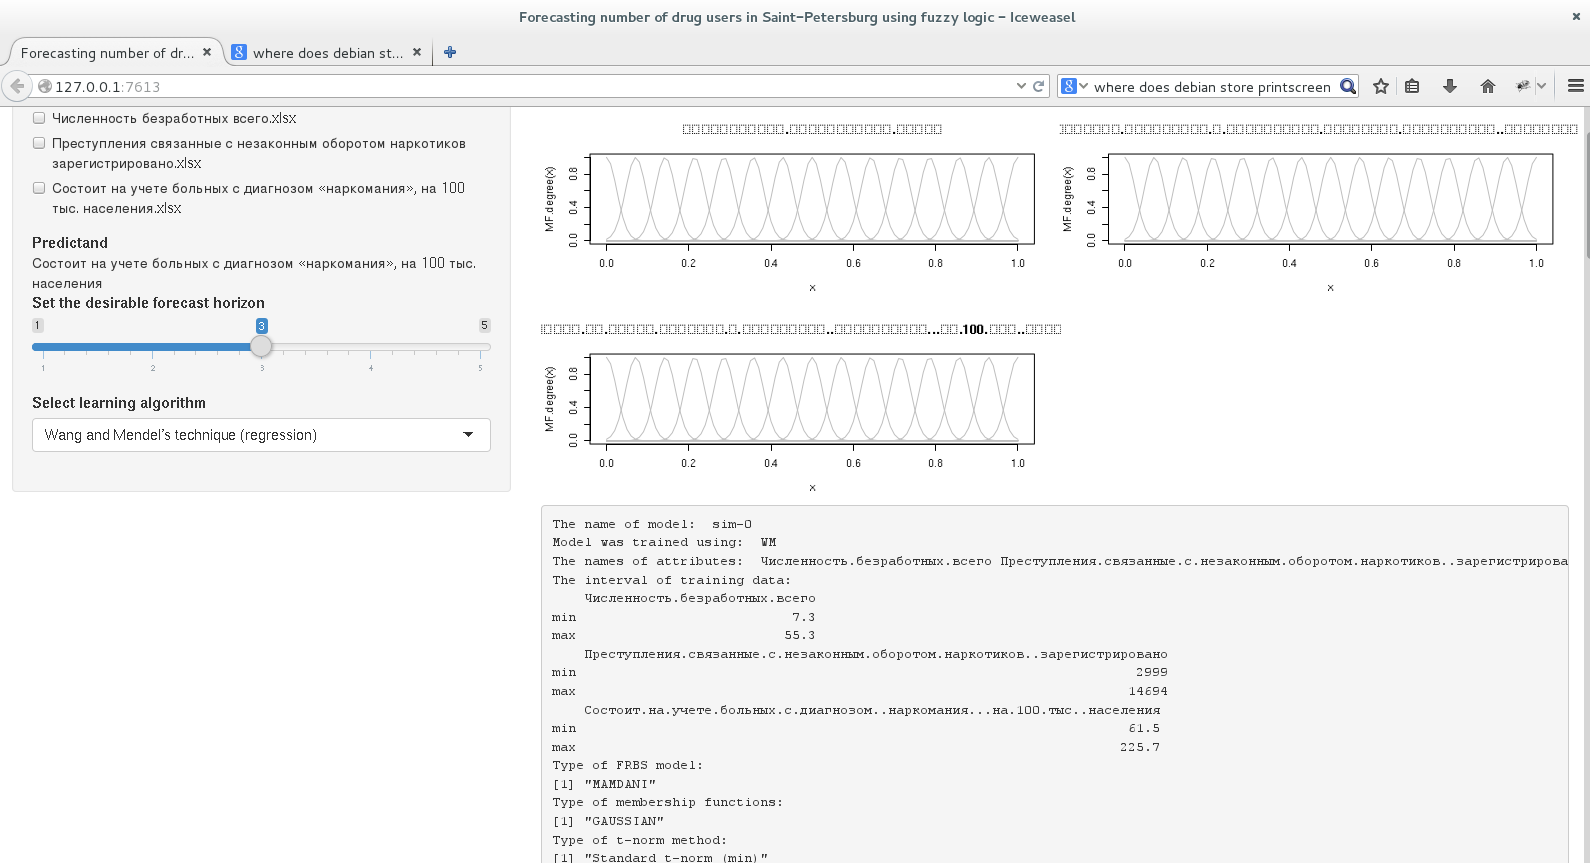 Forecasting number of drug users in Saint-Petersburg using fuzzy logic - Iceweasel
Forecasting number of dr...
where does debian st...
127.0.0.1:7613
where does debian store printscreen
Численность безработных всего.xlsx
Преступления связанные с незаконным оборотом наркотиков
зарегистрировано.xlsx
Состоит на учете больных с диагнозом «наркомания», на 100
тыс. населения.xlsx
Predictand
Состоит на учете больных с диагнозом «наркомания», на 100 тыс.
населения
Set the desirable forecast horizon
1 3 5
1 2 3 4 5
Select learning algorithm
Wang and Mendel's technique (regression)
MF.degree(x)
0.0 0.4 0.8
0.0 0.2 0.4 0.6 0.8 1.0
x
MF.degree(x)
0.0 0.4 0.8
0.0 0.2 0.4 0.6 0.8 1.0
x
.100.
MF.degree(x)
0.0 0.4 0.8
0.0 0.2 0.4 0.6 0.8 1.0
x
The name of model: sim-0
Model was trained using: WM
The names of attributes: Численность.безработных.всего Преступления.связанные.с.незаконным.оборотом.наркотиков..зарегистрирова
The interval of training data:
Численность.безработных.всего
min 7.3
max 55.3
Преступления.связанные.с.незаконным.оборотом.наркотиков..зарегистрировано
min 2999
max 14694
Состоит.на.учете.больных.с.диагнозом..наркомания...на.100.тыс..населения
min 61.5
max 225.7
Type of FRBS model:
[1] "MAMDANI"
Type of membership functions:
[1] "GAUSSIAN"
Type of t-norm method:
[1] "Standard t-norm (min)"